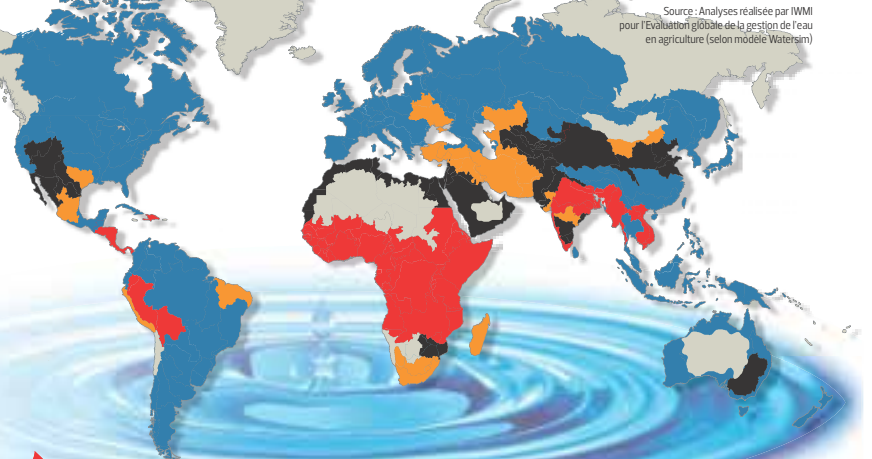 Source : Analyses réalisée par IWMI
pour l'Evaluation globale de la gestion de l'eau
en agriculture (selon modèle Watersim)